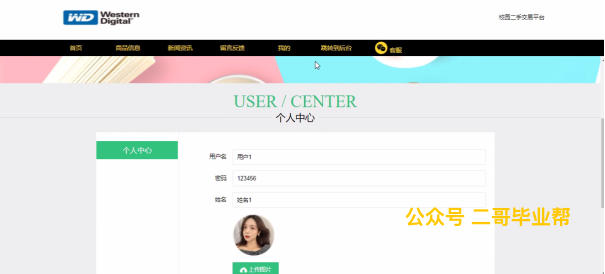 WD Western Digital
校园二手交易平台
首页 商品信息 新闻资讯 留言反馈 我的 跳转到后台 客服
USER / CENTER
个人中心
个人中心
用户名 用户1
密码 123456
姓名 姓名1
公众号 二哥毕业帮
上传图片